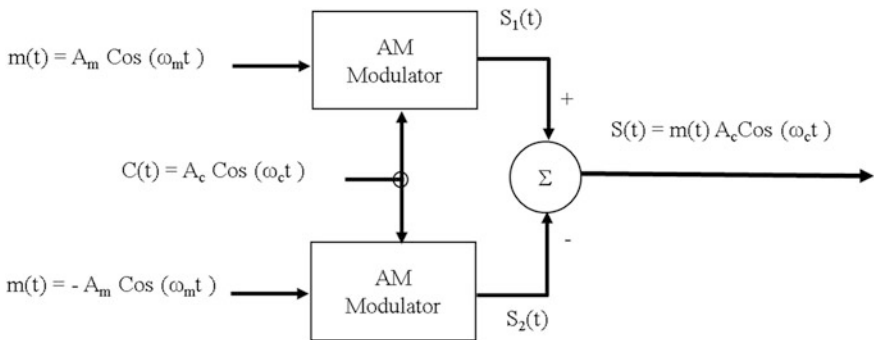 S₁(t)
m(t) = Aₘ Cos (ωₘt )
AM
Modulator
+
S(t) = m(t) A꜀Cos (ω꜀t )
C(t) = A꜀ Cos (ω꜀t )
Σ
-
m(t) = - Aₘ Cos (ωₘt )
AM
Modulator
S₂(t)